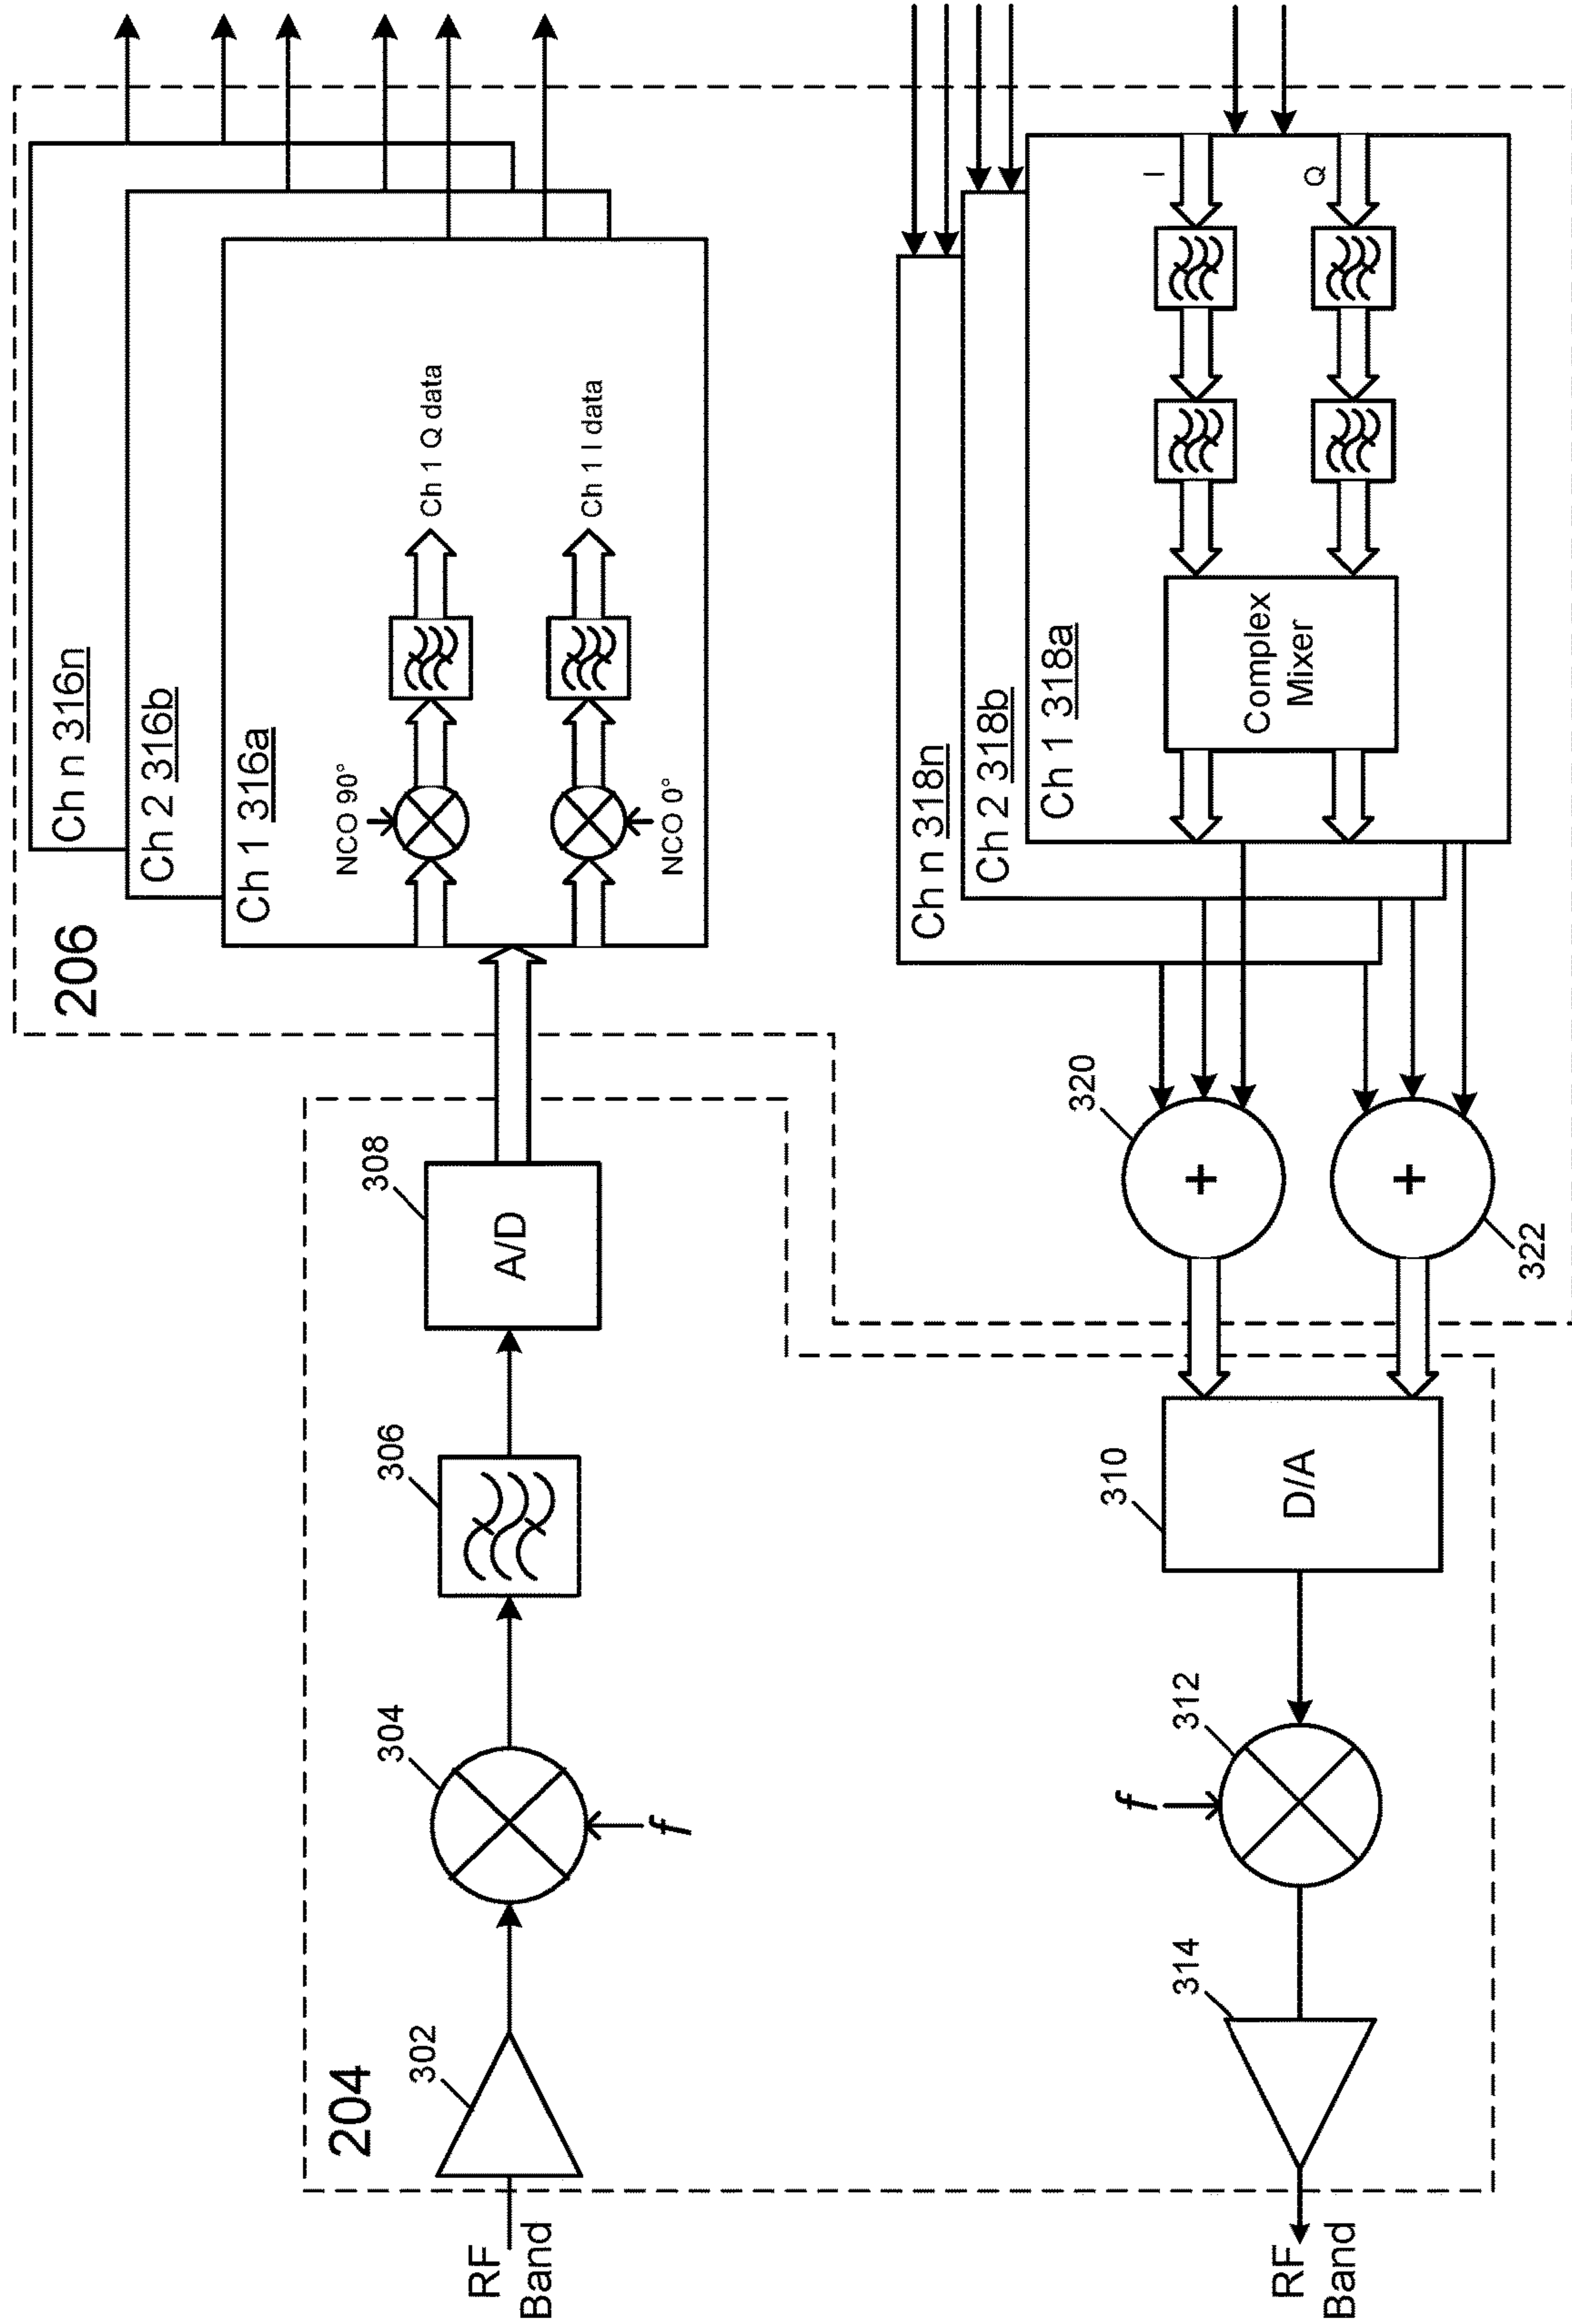 204
RF
Band
302
304
f
306
308
A/D
206
Ch n 316n
Ch 2 316b
Ch 1 316a
NCO 90°
Ch 1 Q data
NCO 0°
Ch 1 I data
RF
Band
314
f
312
310
D/A
320
+
322
+
Ch n 318n
Ch 2 318b
Ch 1 318a
Complex
Mixer
I
Q